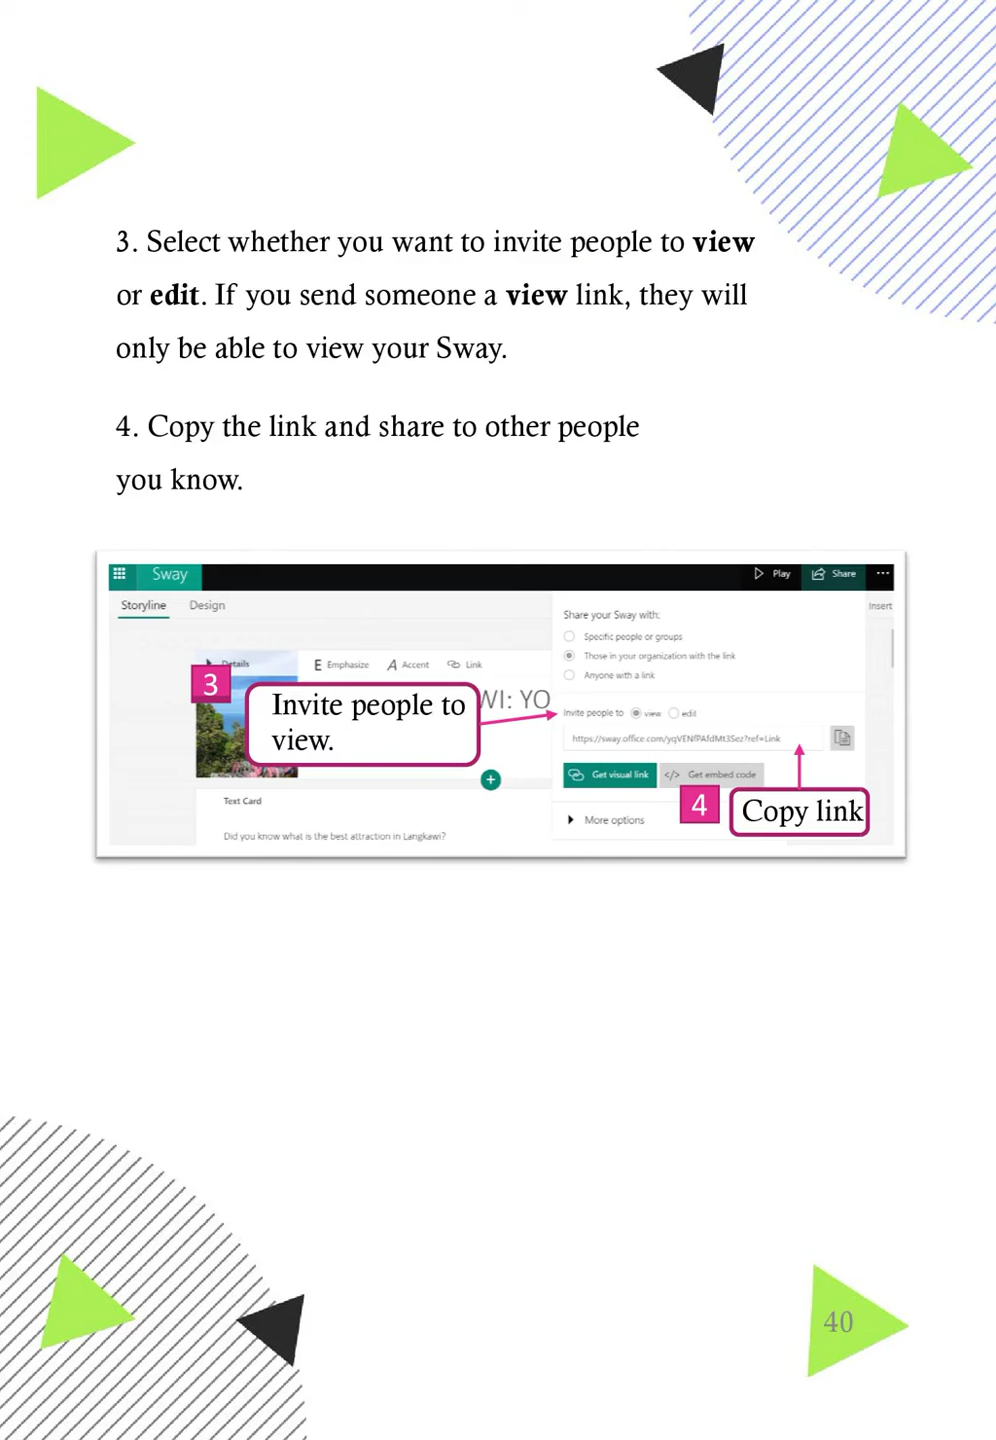 3. Select whether you want to invite people to view
or edit. If you send someone a view link, they will
only be able to view your Sway.
4. Copy the link and share to other people
you know.
Sway
Play
Share
Storyline
Design
Insert
Share your Sway with:
Specific people or groups
Those in your organization with the link
Anyone with a link
Details
E Emphasize
A Accent
Link
3
Invite people to
view.
WI: YO
Invite people to
view
edit
https://sway.office.com/yqVENfPAfdMt3Sez?ref=Link
Get visual link
</> Get embed code
4
Copy link
More options
Text Card
Did you know what is the best attraction in Langkawi?
40